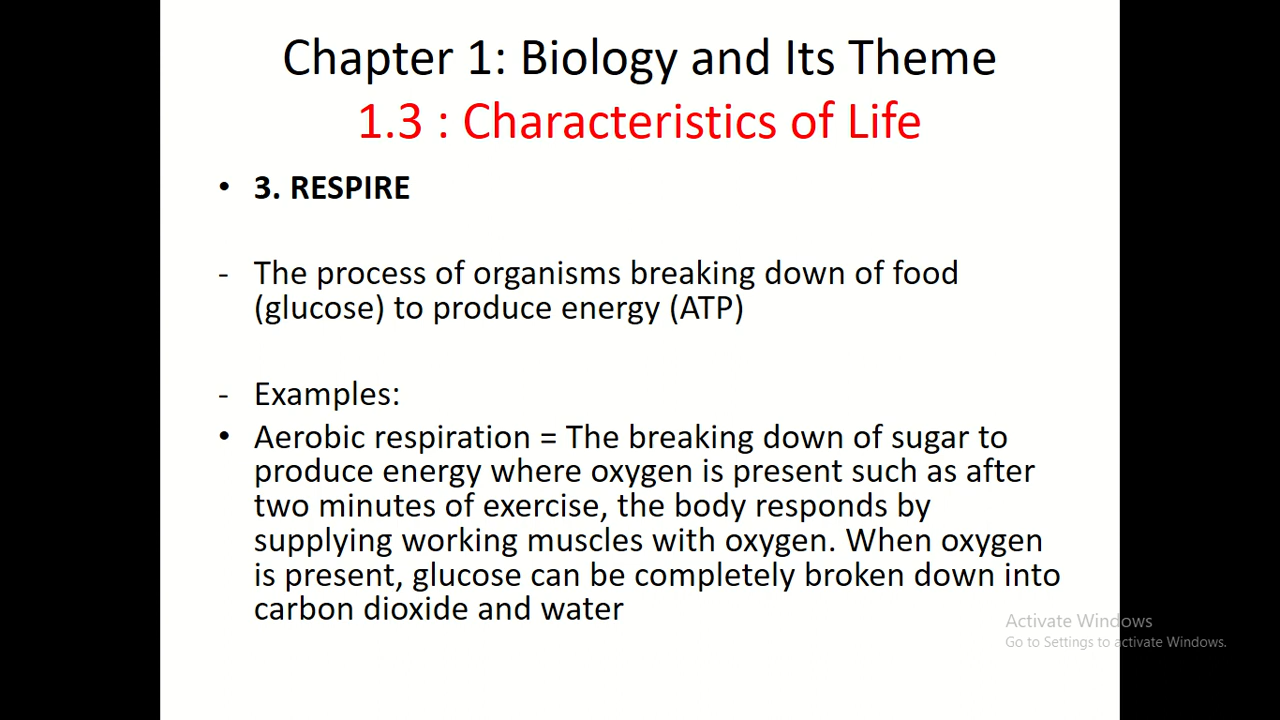 Chapter 1: Biology and Its Theme
1.3 : Characteristics of Life
• 3. RESPIRE
- The process of organisms breaking down of food
(glucose) to produce energy (ATP)
- Examples:
• Aerobic respiration = The breaking down of sugar to
produce energy where oxygen is present such as after
two minutes of exercise, the body responds by
supplying working muscles with oxygen. When oxygen
is present, glucose can be completely broken down into
carbon dioxide and water
Activate Windows
Go to Settings to activate Windows.